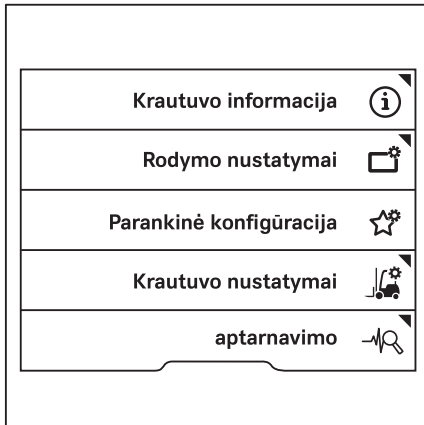 Krautuvo informacija
Rodymo nustatymai
Parankinė konfigūracija
Krautuvo nustatymai
aptarnavimo